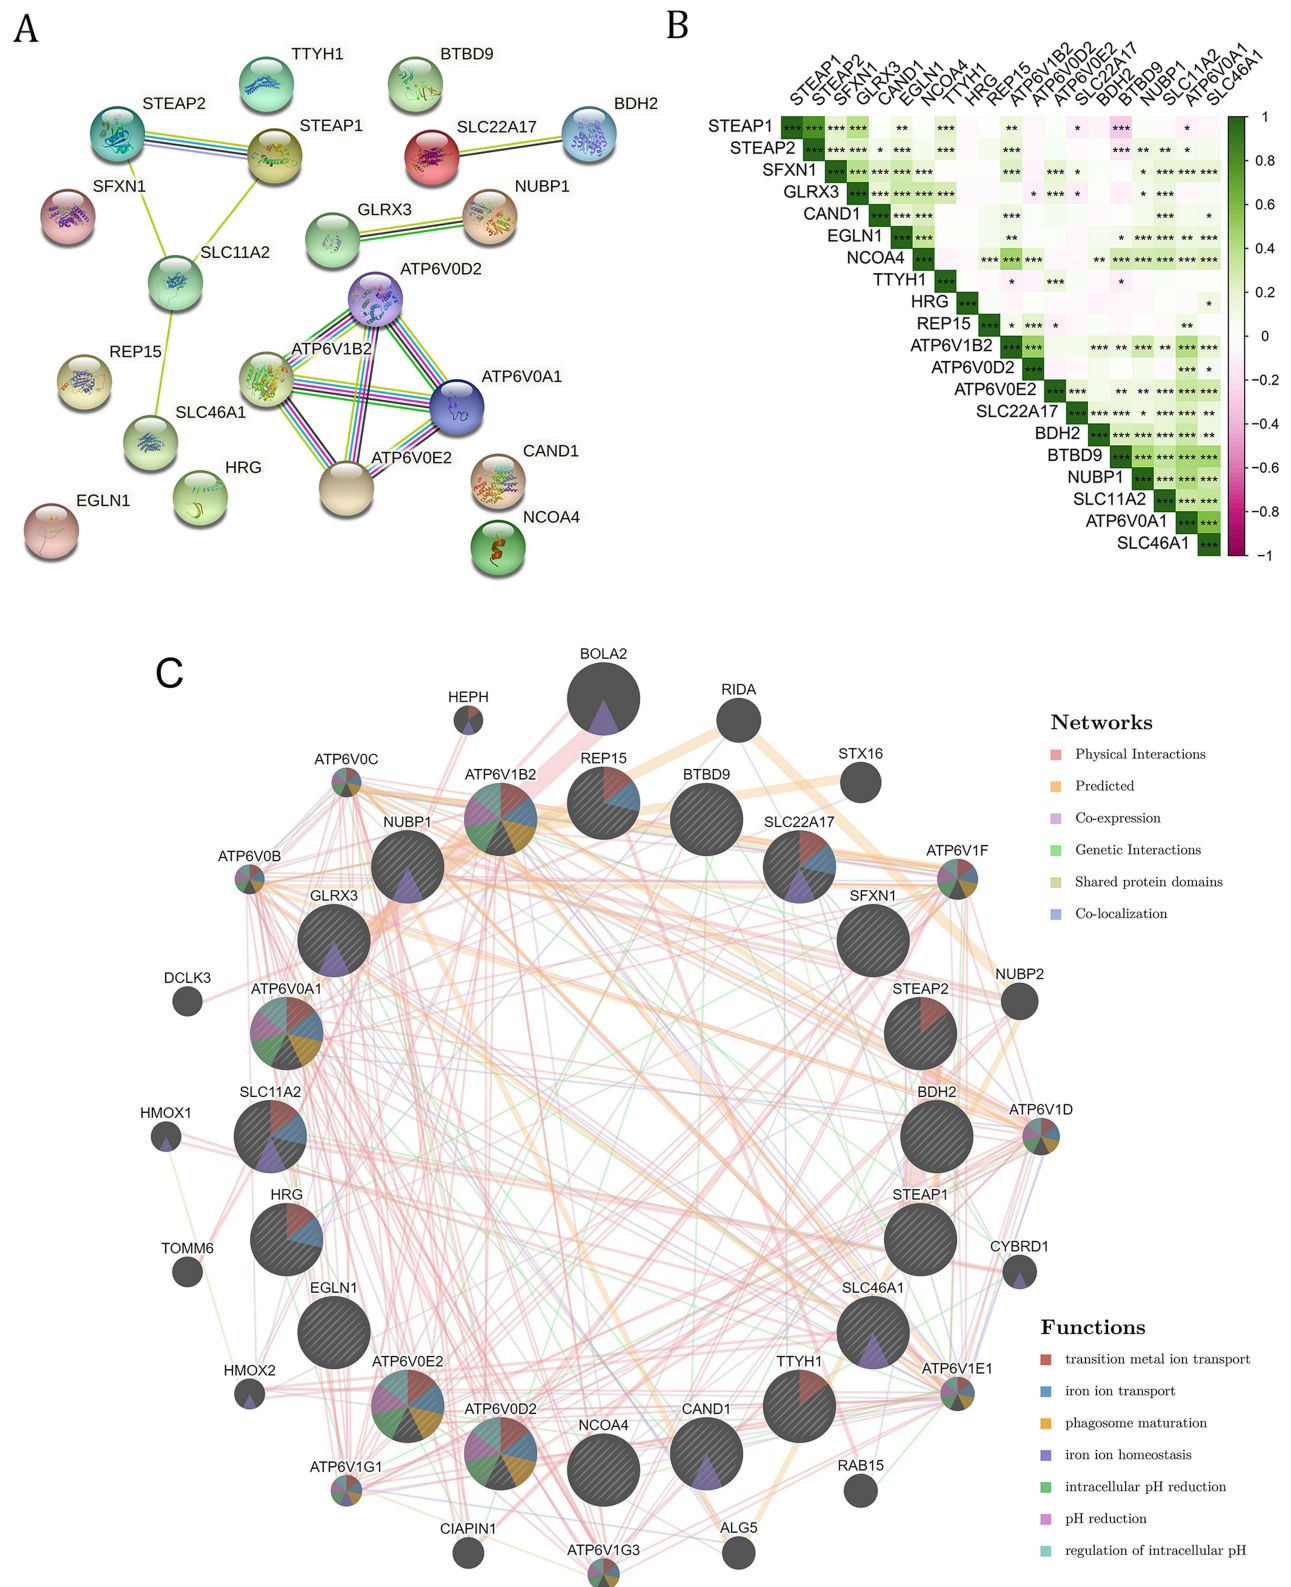 A
TTYH1
BTBD9
STEAP2
STEAP1
SLC22A17
BDH2
SFXN1
GLRX3
NUBP1
SLC11A2
ATP6V0D2
REP15
ATP6V1B2
ATP6V0A1
SLC46A1
HRG
ATP6V0E2
CAND1
EGLN1
NCOA4
B
STEAP1
STEAP2
SFXN1
GLRX3
CAND1
EGLN1
NCOA4
TTYH1
HRG
REP15
ATP6V1B2
ATP6V0D2
ATP6V0E2
SLC22A17
BDH2
BTBD9
NUBP1
SLC11A2
ATP6V0A1
SLC46A1
STEAP1
STEAP2
SFXN1
GLRX3
CAND1
EGLN1
NCOA4
TTYH1
HRG
REP15
ATP6V1B2
ATP6V0D2
ATP6V0E2
SLC22A17
BDH2
BTBD9
NUBP1
SLC11A2
ATP6V0A1
SLC46A1
1
0.8
0.6
0.4
0.2
0
−0.2
−0.4
−0.6
−0.8
−1
C
BOLA2
HEPH
RIDA
STX16
ATP6V0C
ATP6V1B2
REP15
BTBD9
NUBP1
SLC22A17
ATP6V1F
ATP6V0B
GLRX3
SFXN1
DCLK3
ATP6V0A1
STEAP2
NUBP2
SLC11A2
BDH2
HMOX1
ATP6V1D
HRG
STEAP1
TOMM6
CYBRD1
EGLN1
SLC46A1
HMOX2
ATP6V0E2
TTYH1
ATP6V1E1
ATP6V0D2
NCOA4
CAND1
ATP6V1G1
RAB15
CIAPIN1
ATP6V1G3
ALG5
Networks
Physical Interactions
Predicted
Co-expression
Genetic Interactions
Shared protein domains
Co-localization
Functions
transition metal ion transport
iron ion transport
phagosome maturation
iron ion homeostasis
intracellular pH reduction
pH reduction
regulation of intracellular pH